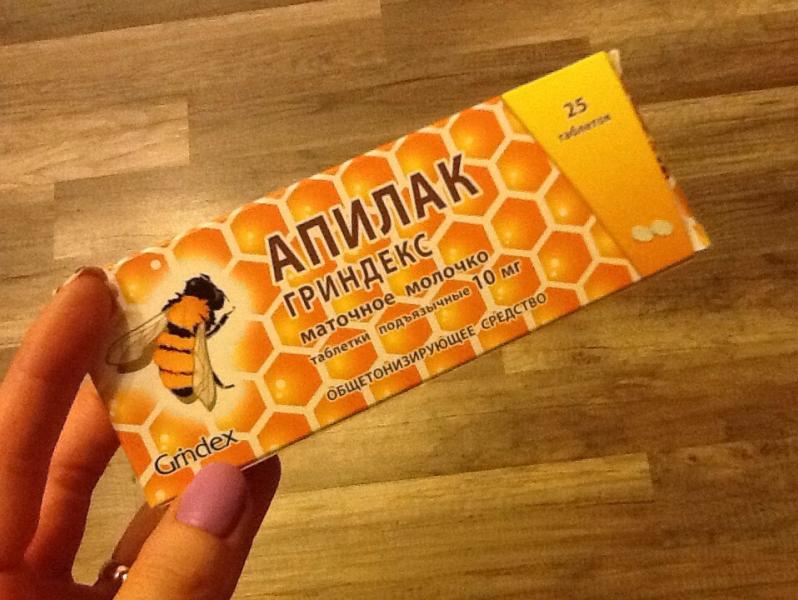 25
таблеток
АПИЛАК
ГРИНДЕКС
маточное молочко
таблетки подъязычные 10 мг
ОБЩЕТОНИЗИРУЮЩЕЕ СРЕДСТВО
Grindex